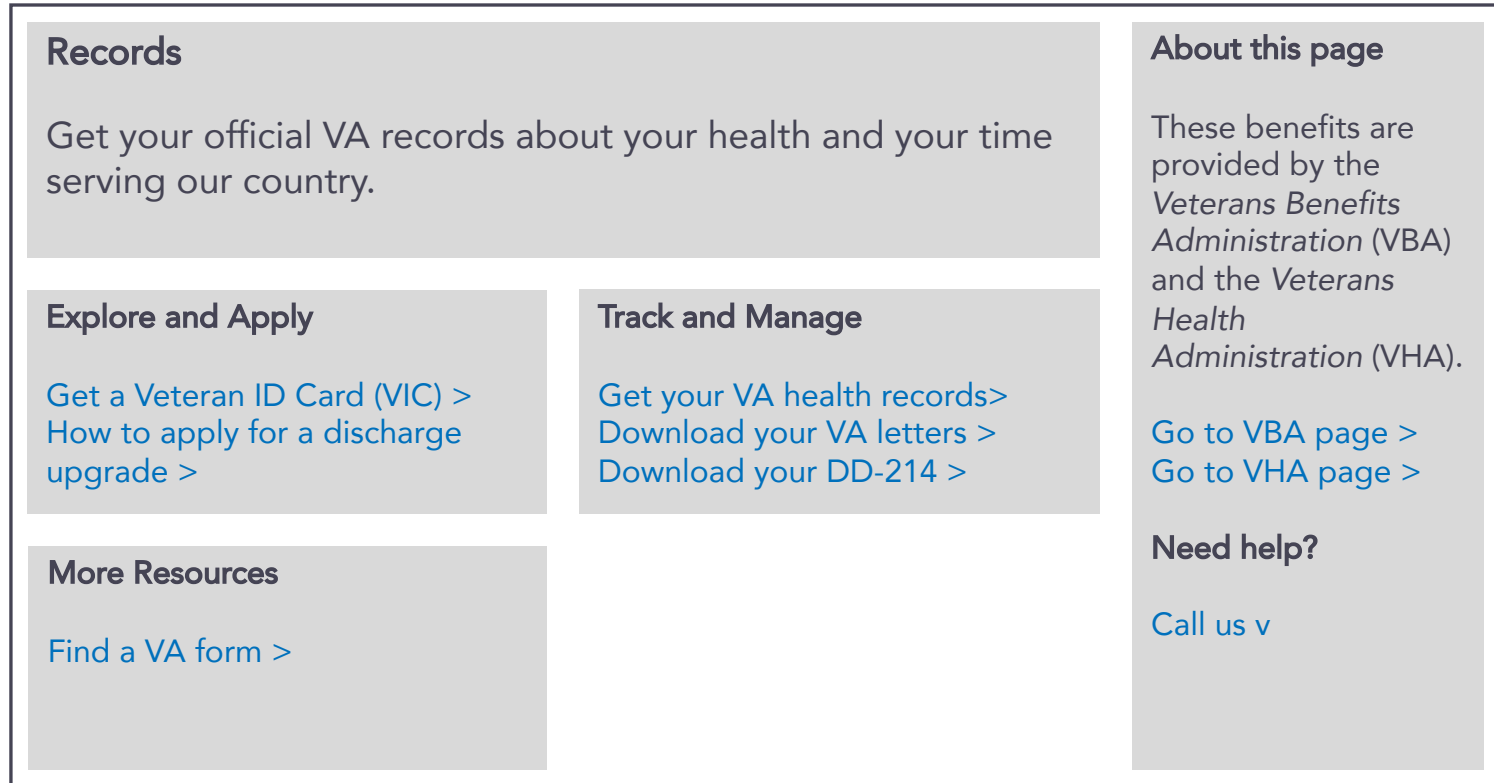 Records
Get your official VA records about your health and your time
serving our country.
Explore and Apply
Get a Veteran ID Card (VIC) >
How to apply for a discharge
upgrade >
Track and Manage
Get your VA health records>
Download your VA letters >
Download your DD-214 >
More Resources
Find a VA form >
About this page
These benefits are
provided by the
Veterans Benefits
Administration (VBA)
and the Veterans
Health
Administration (VHA).
Go to VBA page >
Go to VHA page >
Need help?
Call us v